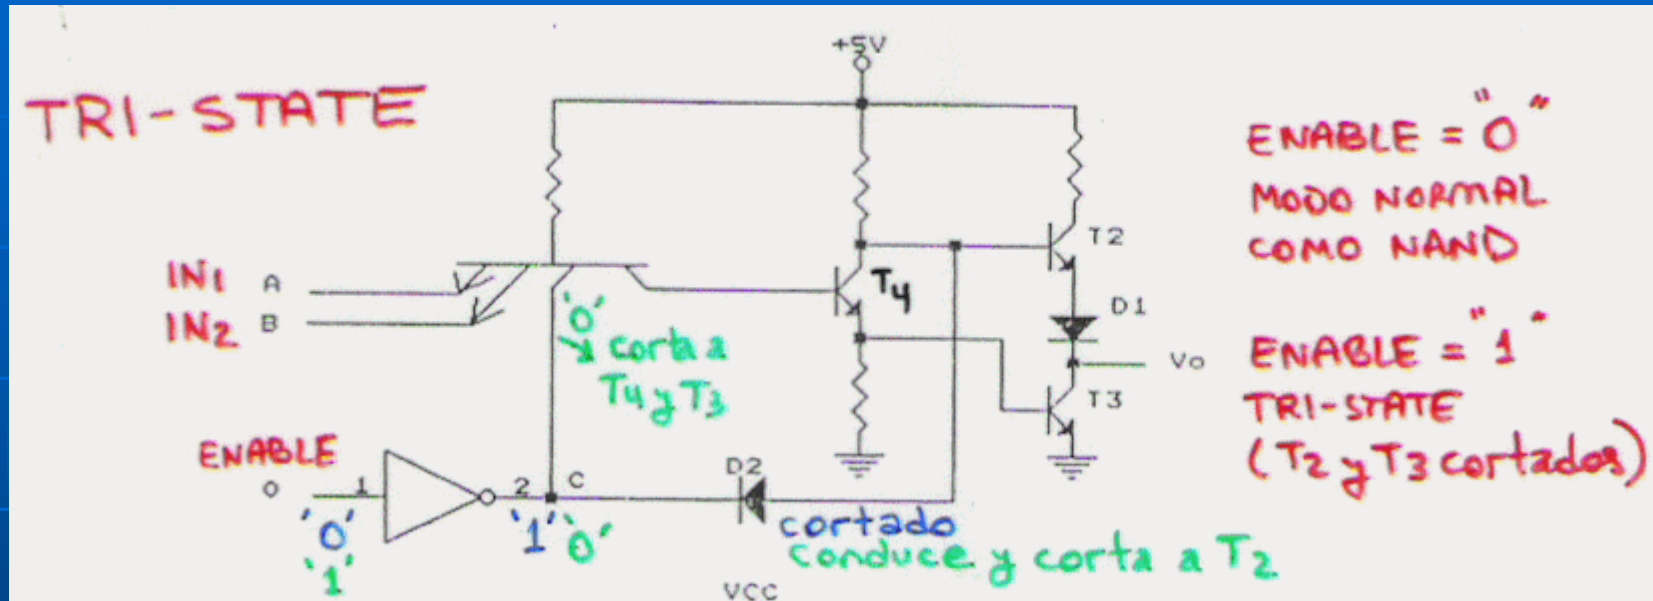 +5V
TRI-STATE
ENABLE = "0"
MODO NORMAL
COMO NAND
T2
IN1 A
T4
IN2 B
'0'
corta a
T4 y T3
D1
Vo
ENABLE = "1"
TRI-STATE
(T2 y T3 cortados)
T3
ENABLE
0 1 2 C
D2
'0' '1' '0' cortado
'1' conduce y corta a T2
VCC